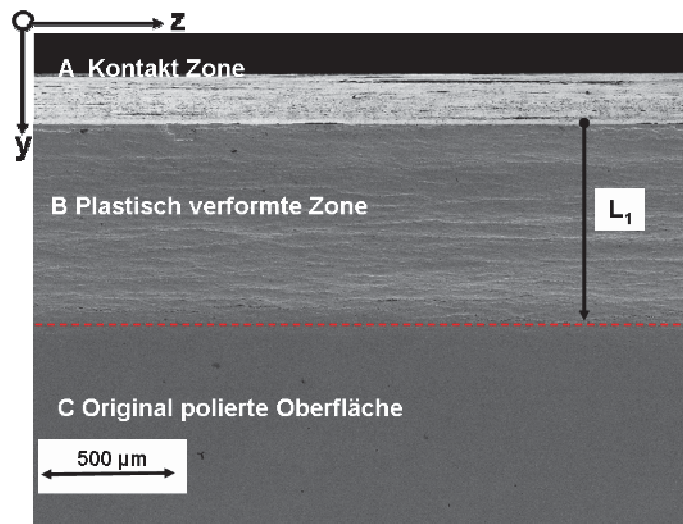 z
A Kontakt Zone
y
B Plastisch verformte Zone
L₁
C Original polierte Oberfläche
500 µm